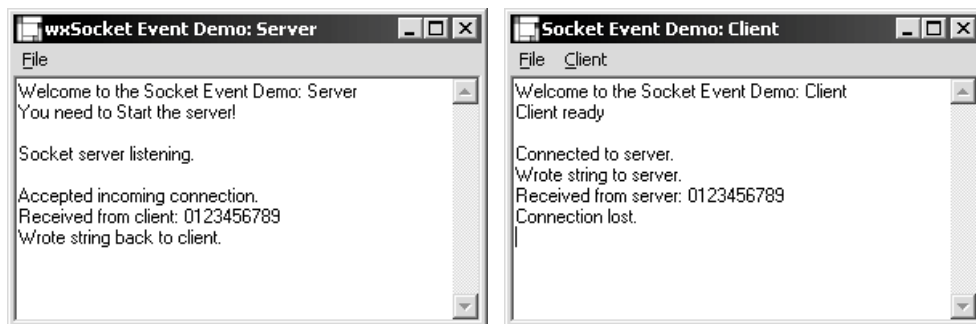 wxSocket Event Demo: Server
File
Welcome to the Socket Event Demo: Server
You need to Start the server!
Socket server listening.
Accepted incoming connection.
Received from client: 0123456789
Wrote string back to client.
Socket Event Demo: Client
File Client
Welcome to the Socket Event Demo: Client
Client ready
Connected to server.
Wrote string to server.
Received from server: 0123456789
Connection lost.